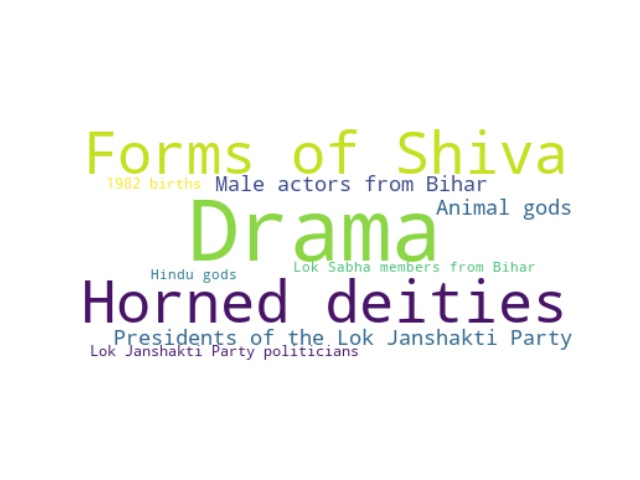 Forms of Shiva
1982 births
Male actors from Bihar
Animal gods
Drama
Lok Sabha members from Bihar
Hindu gods
Horned deities
Presidents of the Lok Janshakti Party
Lok Janshakti Party politicians